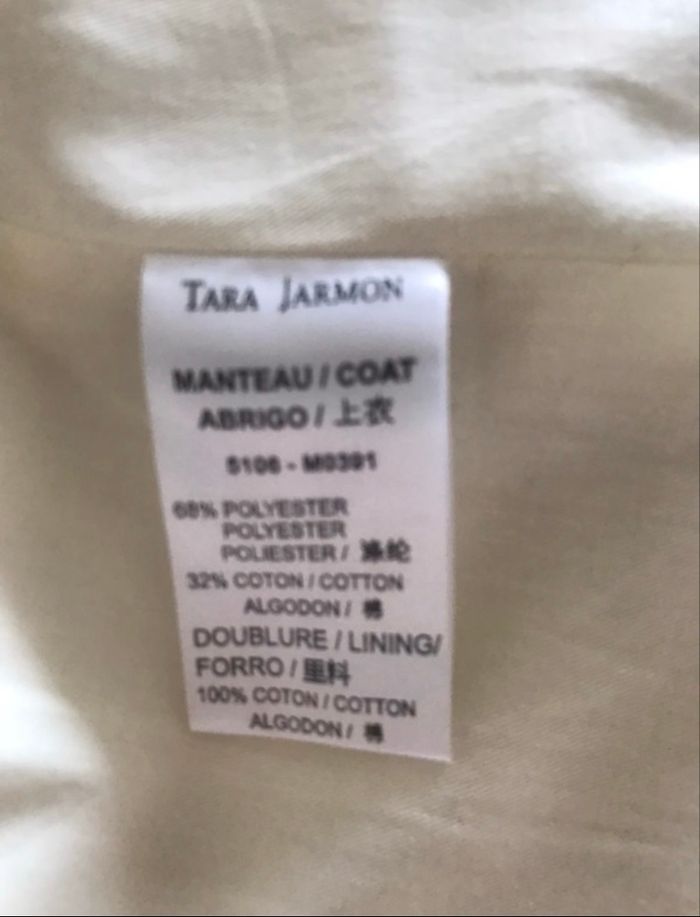 TARA JARMON
MANTEAU / COAT
ABRIGO / 上衣
5106 - M0391
68% POLYESTER
POLYESTER
POLIESTER / 涤纶
32% COTON / COTTON
ALGODON / 棉
DOUBLURE / LINING/
FORRO / 里料
100% COTON / COTTON
ALGODON / 棉